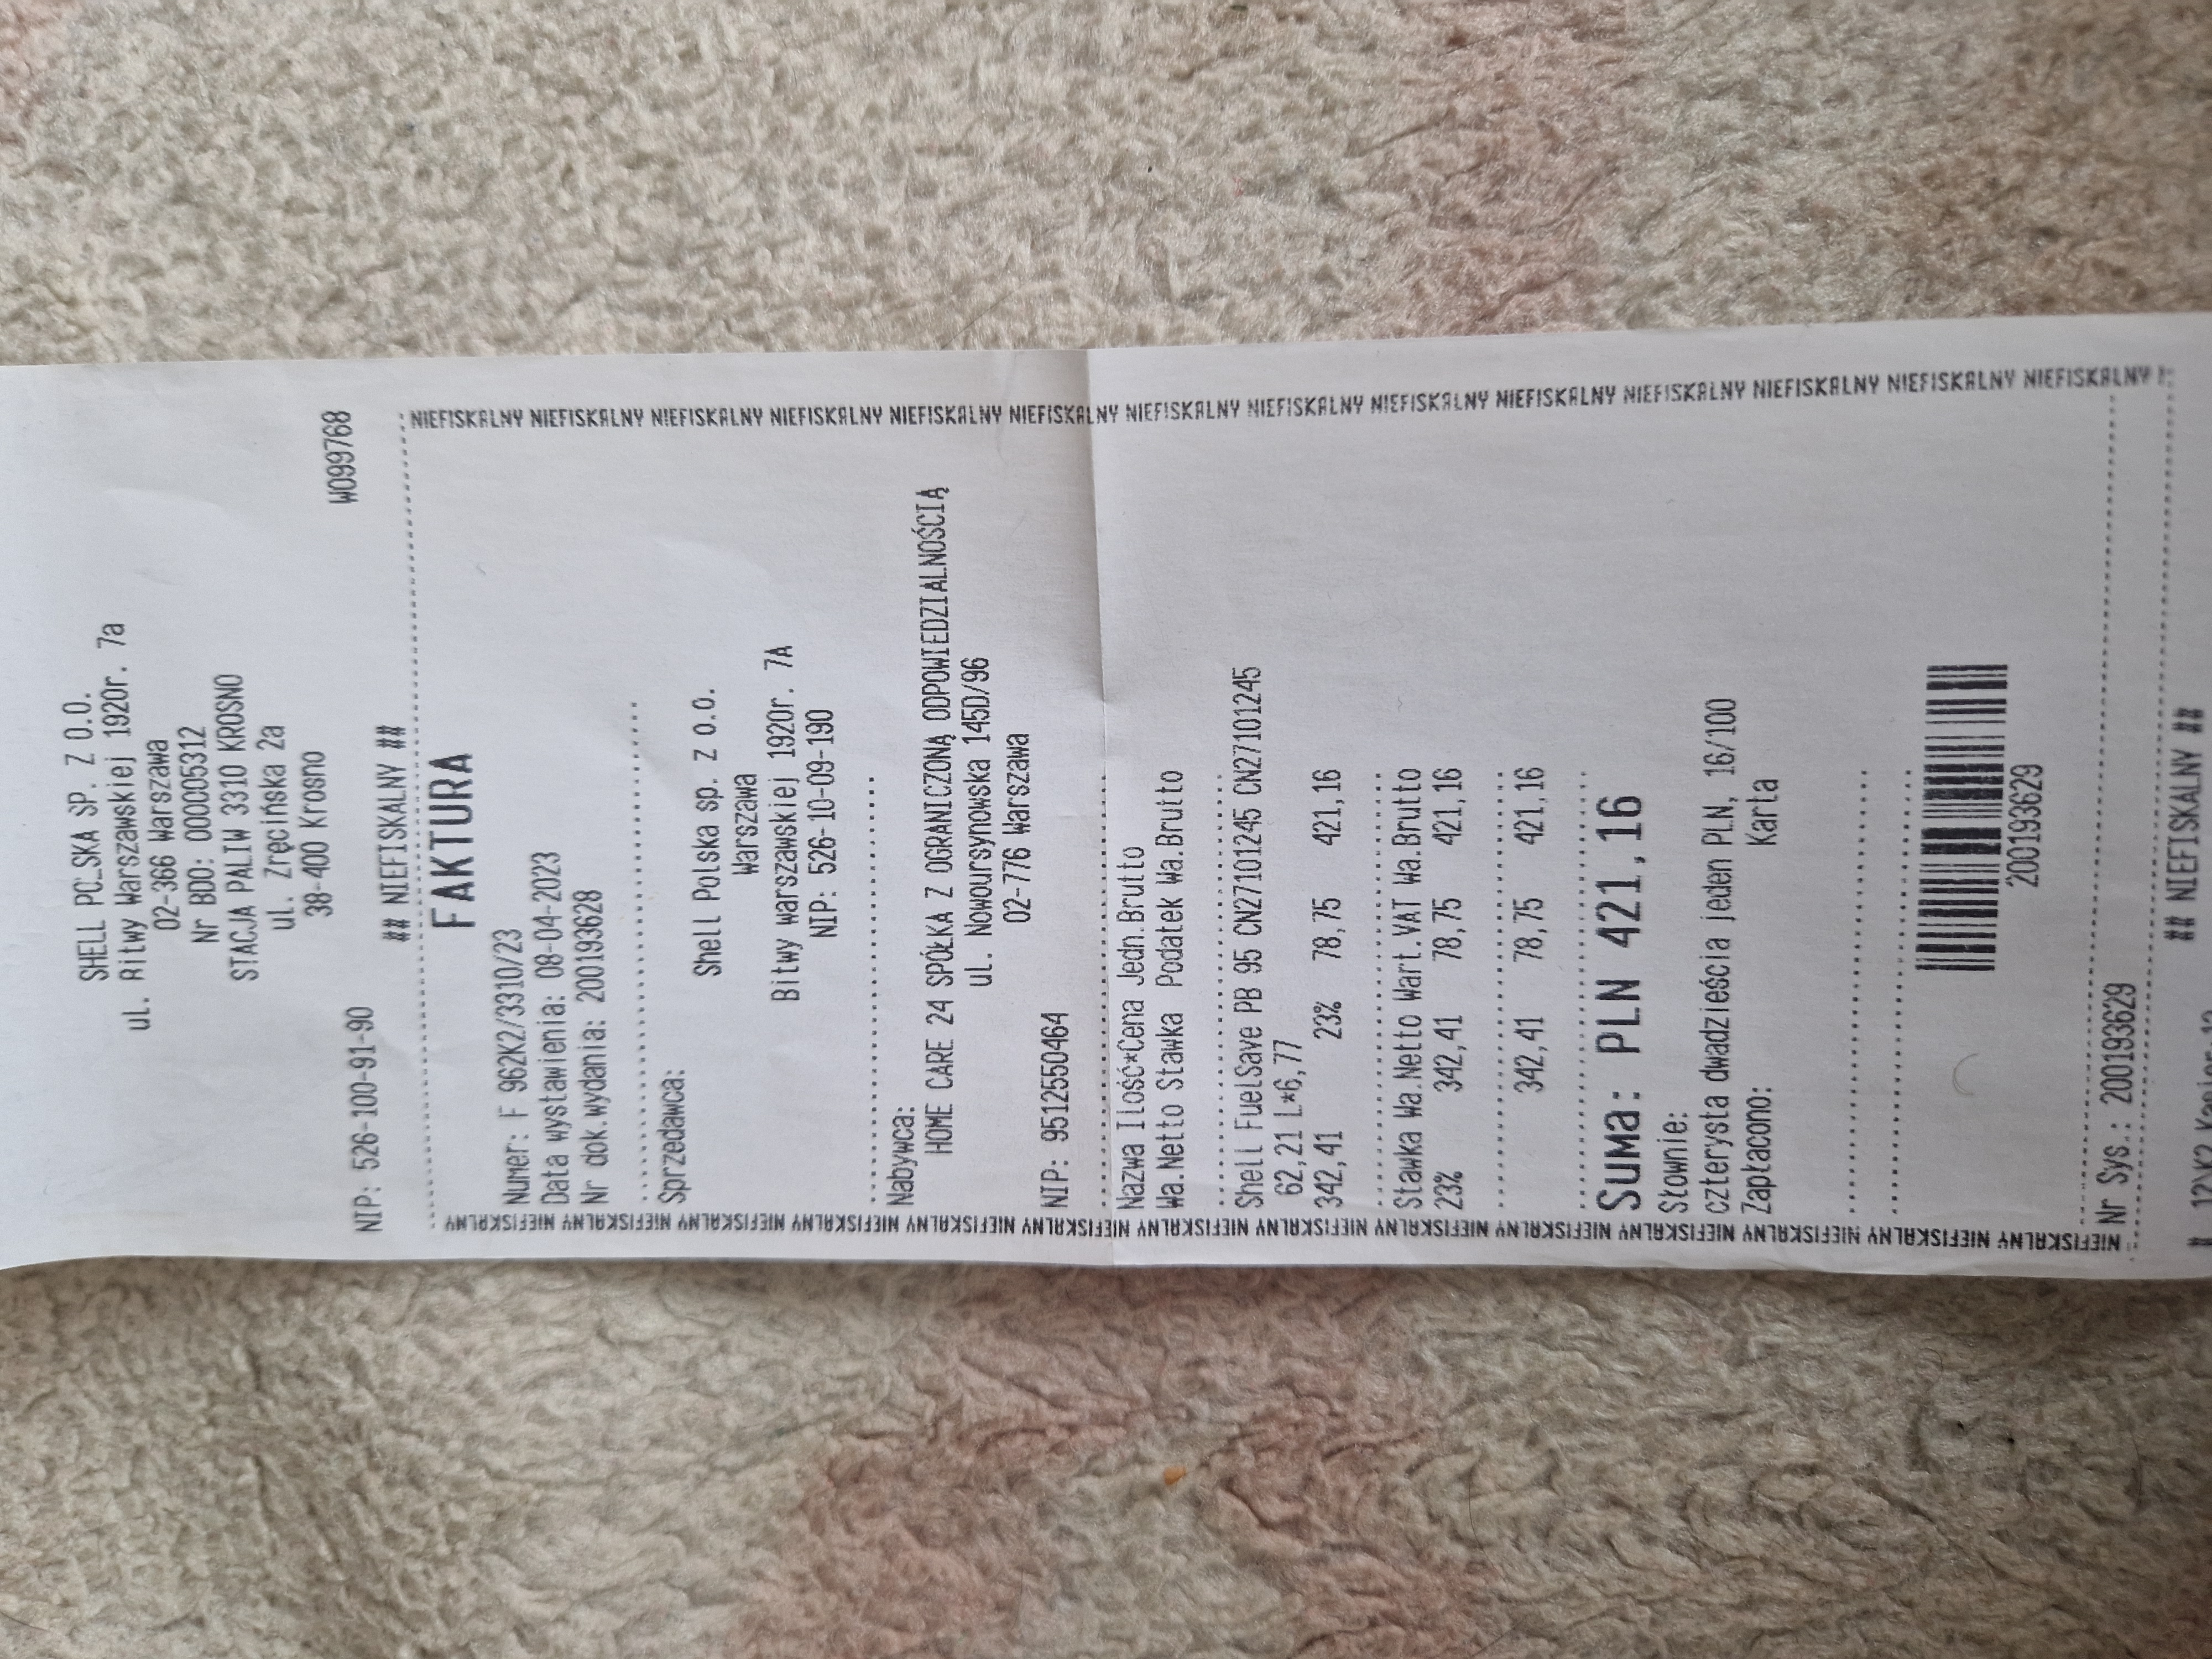 SHELL POLSKA SP. Z O.O.
ul. Bitwy Warszawskiej 1920r. 7a
02-366 Warszawa
Nr BDO: 000005312
STACJA PALIW 3310 KROSNO
ul. Zręcińska 2a
38-400 Krosno
NIP: 526-100-91-90 W099768
## NIEFISKALNY ##
FAKTURA
Numer: F 962K2/3310/23
Data wystawienia: 08-04-2023
Nr dok.wydania: 200193628
Sprzedawca:
Shell Polska sp. Z o.o.
Warszawa
Bitwy warszawskiej 1920r. 7A
NIP: 526-10-09-190
Nabywca:
HOME CARE 24 SPÓŁKA Z OGRANICZONĄ ODPOWIEDZIALNOŚCIĄ
ul. Nowoursynowska 145D/96
02-776 Warszawa
NIP: 9512550464
Nazwa Ilość*Cena Jedn.Brutto
Wa.Netto Stawka Podatek Wa.Brutto
Shell FuelSave PB 95 CN27101245 CN27101245
62,21 L*6,77
342,41 23% 78,75 421,16
Stawka Wa.Netto Wart.VAT Wa.Brutto
23% 342,41 78,75 421,16
342,41 78,75 421,16
Suma: PLN 421,16
Słownie:
czterysta dwadzieścia jeden PLN, 16/100
Zapłacono: Karta
200193629
Nr Sys.: 200193629
## NIEFISKALNY ##
NIEFISKALNY NIEFISKALNY NIEFISKALNY NIEFISKALNY NIEFISKALNY NIEFISKALNY NIEFISKALNY NIEFISKALNY NIEFISKALNY NIEFISKALNY NIEFISKALNY NIEFISKALNY NIEFISKALNY NIEFISKALNY
NIEFISKALNY NIEFISKALNY NIEFISKALNY NIEFISKALNY NIEFISKALNY NIEFISKALNY NIEFISKALNY NIEFISKALNY NIEFISKALNY NIEFISKALNY NIEFISKALNY NIEFISKALNY NIEFISKALNY NIEFISKALNY